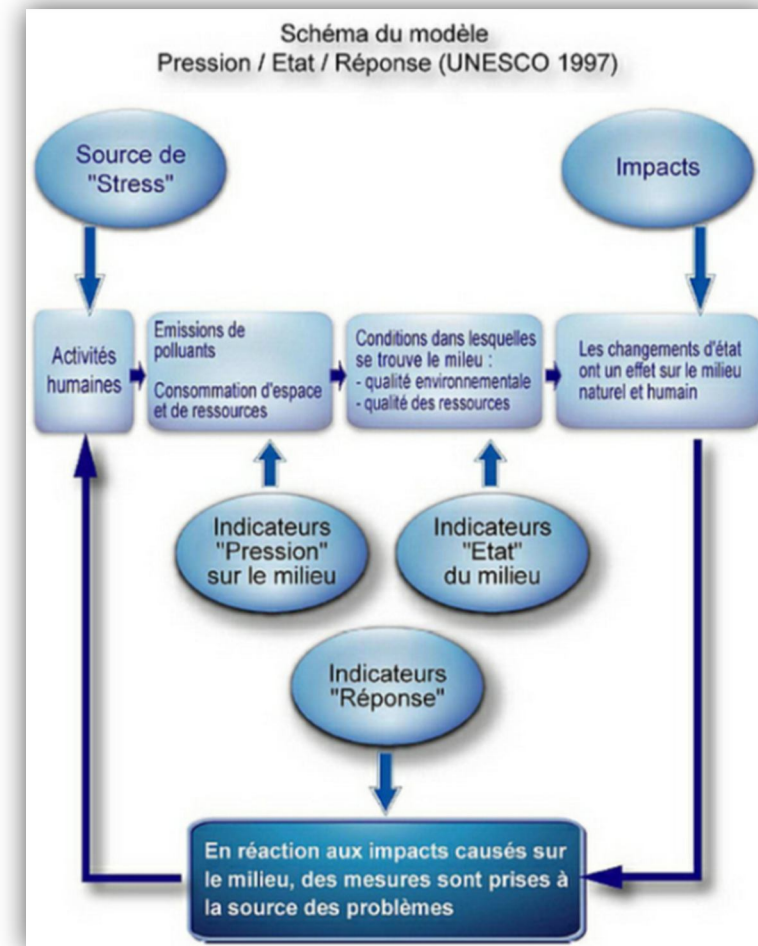 Schéma du modèle
Pression / Etat / Réponse (UNESCO 1997)
Source de
"Stress"
Impacts
Activités
humaines
Emissions de
polluants
Consommation d'espace
et de ressources
Conditions dans lesquelles
se trouve le mileu :
- qualité environnementale
- qualité des ressources
Les changements d'état
ont un effet sur le milieu
naturel et humain
Indicateurs
"Pression"
sur le milieu
Indicateurs
"Etat"
du milieu
Indicateurs
"Réponse"
En réaction aux impacts causés sur
le milieu, des mesures sont prises à
la source des problèmes